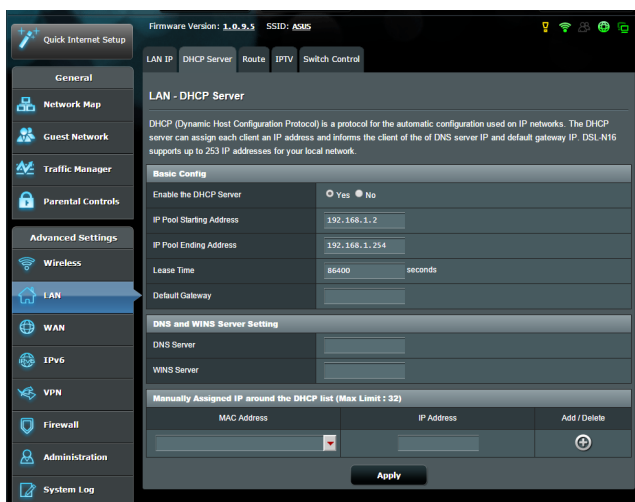 Quick Internet Setup
General
Network Map
Guest Network
Traffic Manager
Parental Controls
Advanced Settings
Wireless
LAN
WAN
IPv6
VPN
Firewall
Administration
System Log
Firmware Version: 1.0.9.5 SSID: ASUS
LAN IP DHCP Server Route IPTV Switch Control
LAN - DHCP Server
DHCP (Dynamic Host Configuration Protocol) is a protocol for the automatic configuration used on IP networks. The DHCP
server can assign each client an IP address and informs the client of the of DNS server IP and default gateway IP. DSL-N16
supports up to 253 IP addresses for your local network.
Basic Config
Enable the DHCP Server Yes No
IP Pool Starting Address 192.168.1.2
IP Pool Ending Address 192.168.1.254
Lease Time 86400 seconds
Default Gateway
DNS and WINS Server Setting
DNS Server
WINS Server
Manually Assigned IP around the DHCP list (Max Limit : 32)
MAC Address IP Address Add / Delete
Apply